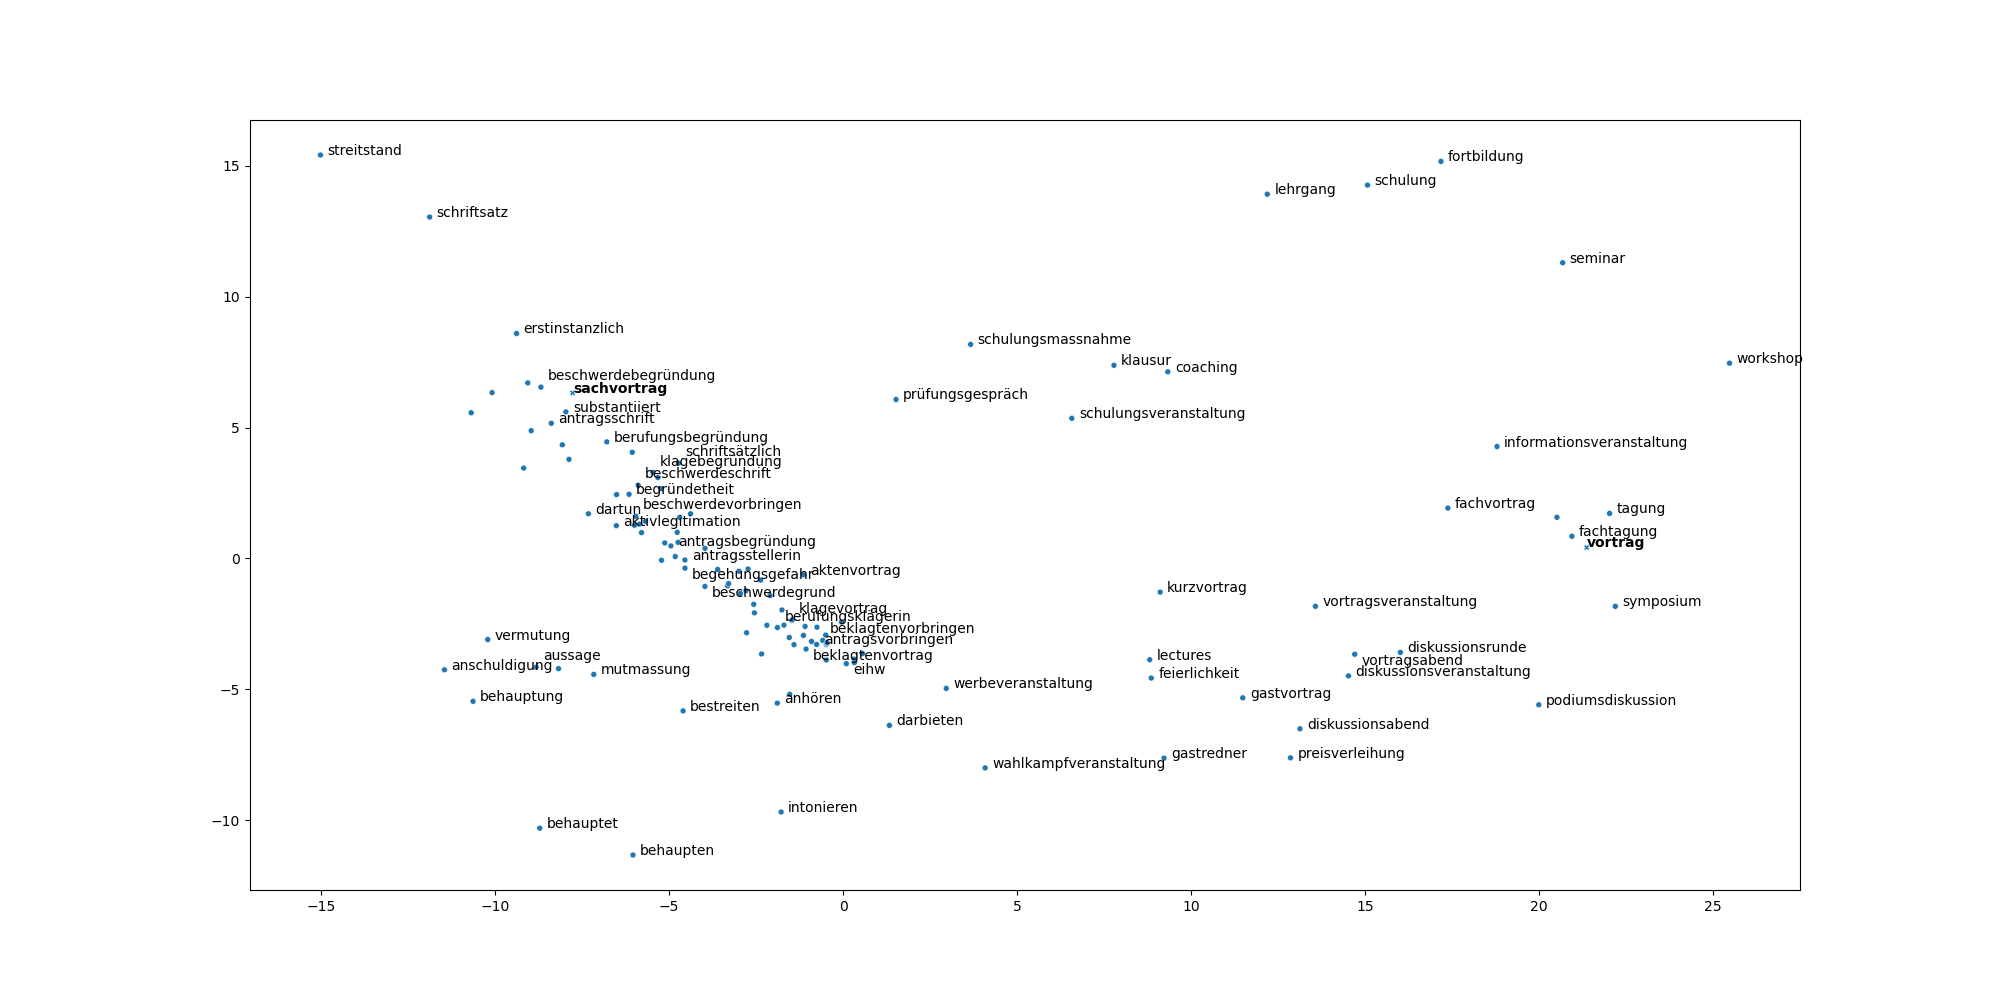 streitstand
fortbildung
schulung
lehrgang
schriftsatz
seminar
erstinstanzlich
schulungsmassnahme
workshop
klausur
coaching
beschwerdebegründung
sachvortrag
prüfungsgespräch
substantiiert
schulungsveranstaltung
antragsschrift
berufungsbegründung
informationsveranstaltung
schriftsätzlich
klagebegründung
beschwerdeschrift
begründetheit
beschwerdevorbringen
fachvortrag
dartun
tagung
aktivlegitimation
fachtagung
antragsbegründung
vortrag
antragsstellerin
begehungsgefahr
aktenvortrag
beschwerdegrund
kurzvortrag
klagevortrag
vortragsveranstaltung
symposium
berufungsklägerin
beklagtenvorbringen
vermutung
antragsvorbringen
diskussionsrunde
aussage
beklagtenvortrag
lectures
vortragsabend
anschuldigung
mutmassung
eihw
feierlichkeit
diskussionsveranstaltung
werbeveranstaltung
behauptung
anhören
gastvortrag
podiumsdiskussion
bestreiten
darbieten
diskussionsabend
gastredner
preisverleihung
wahlkampfveranstaltung
intonieren
behauptet
behaupten
15
10
5
0
−5
−10
−15 −10 −5 0 5 10 15 20 25